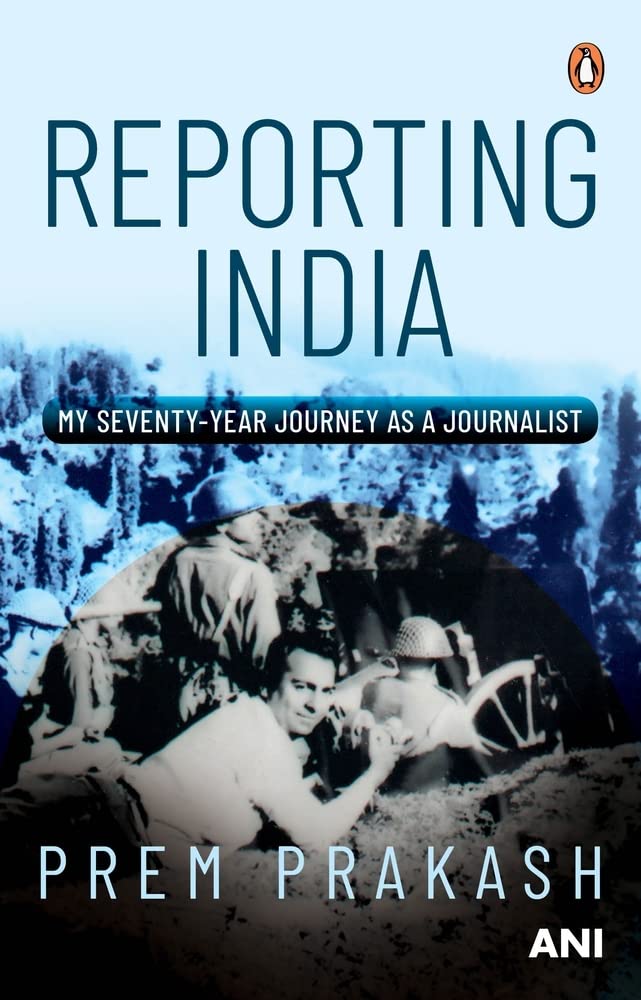 REPORTING
INDIA
MY SEVENTY-YEAR JOURNEY AS A JOURNALIST
PREM PRAKASH
ANI